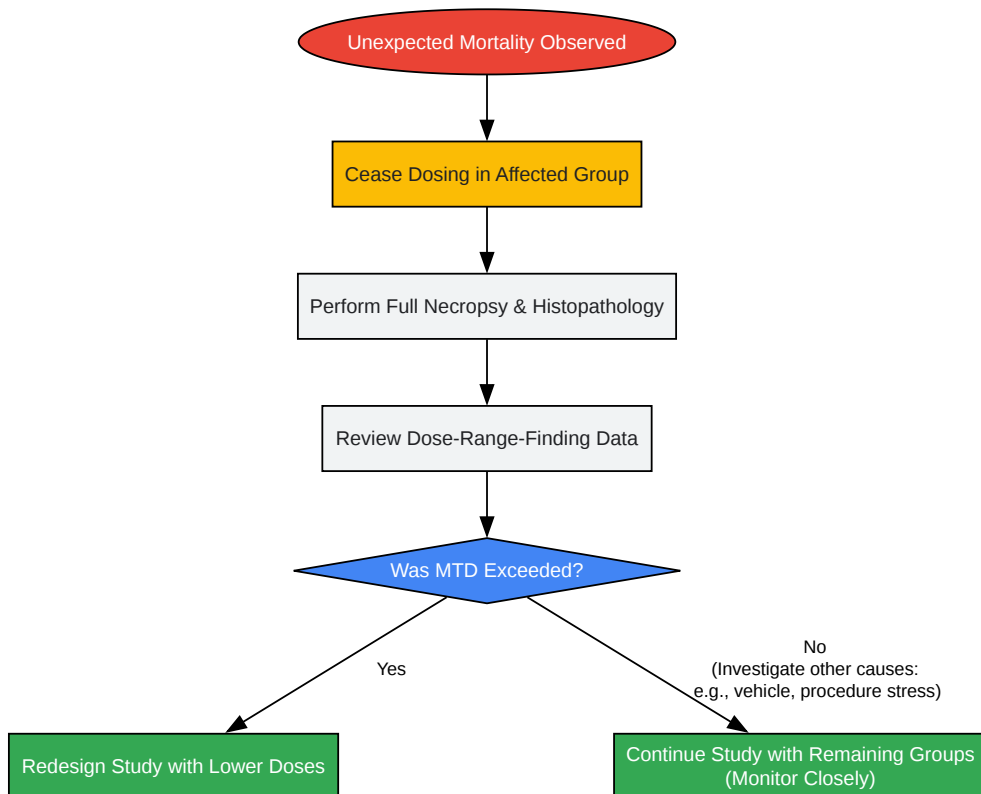 Unexpected Mortality Observed
Cease Dosing in Affected Group
Perform Full Necropsy & Histopathology
Review Dose-Range-Finding Data
Was MTD Exceeded?
Yes
No
(Investigate other causes:
e.g., vehicle, procedure stress)
Redesign Study with Lower Doses
Continue Study with Remaining Groups
(Monitor Closely)